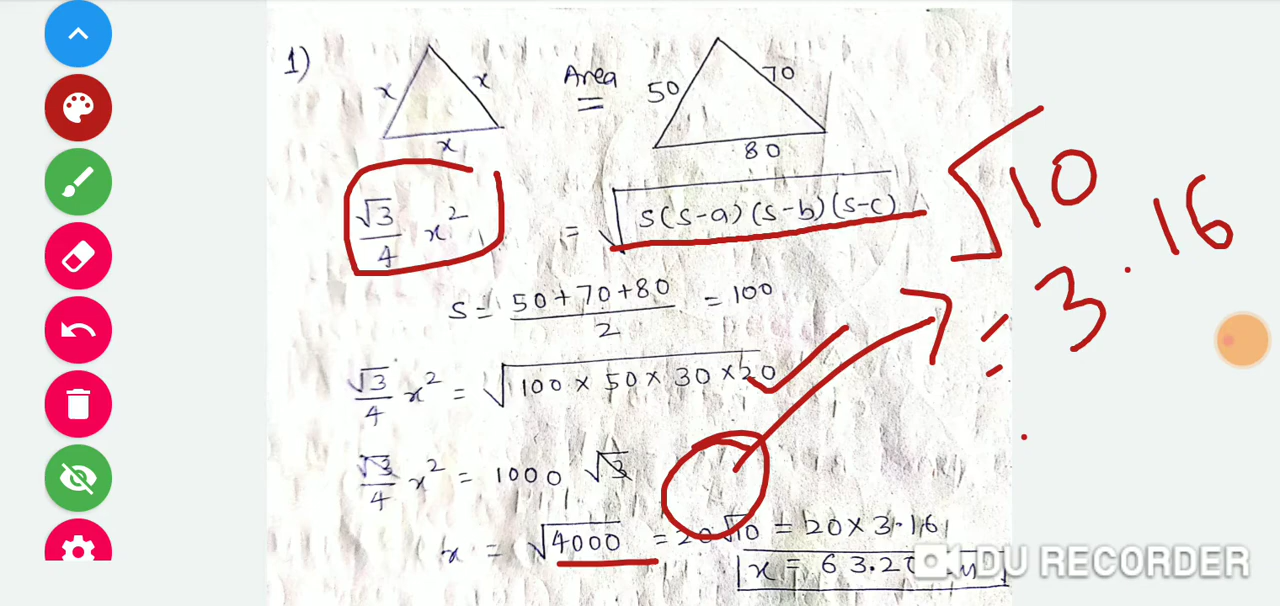 1)
x x x
Area
=
50 70 80
√3/4 x² = √s(s-a)(s-b)(s-c)
s = 50+70+80/2 = 100
√3/4 x² = √100 × 50 × 30 × 20
√3/4 x² = 1000 √3
x = √4000 = 20√10 = 20 × 3.16
x = 63.2
√10
= 3.16
DU RECORDER